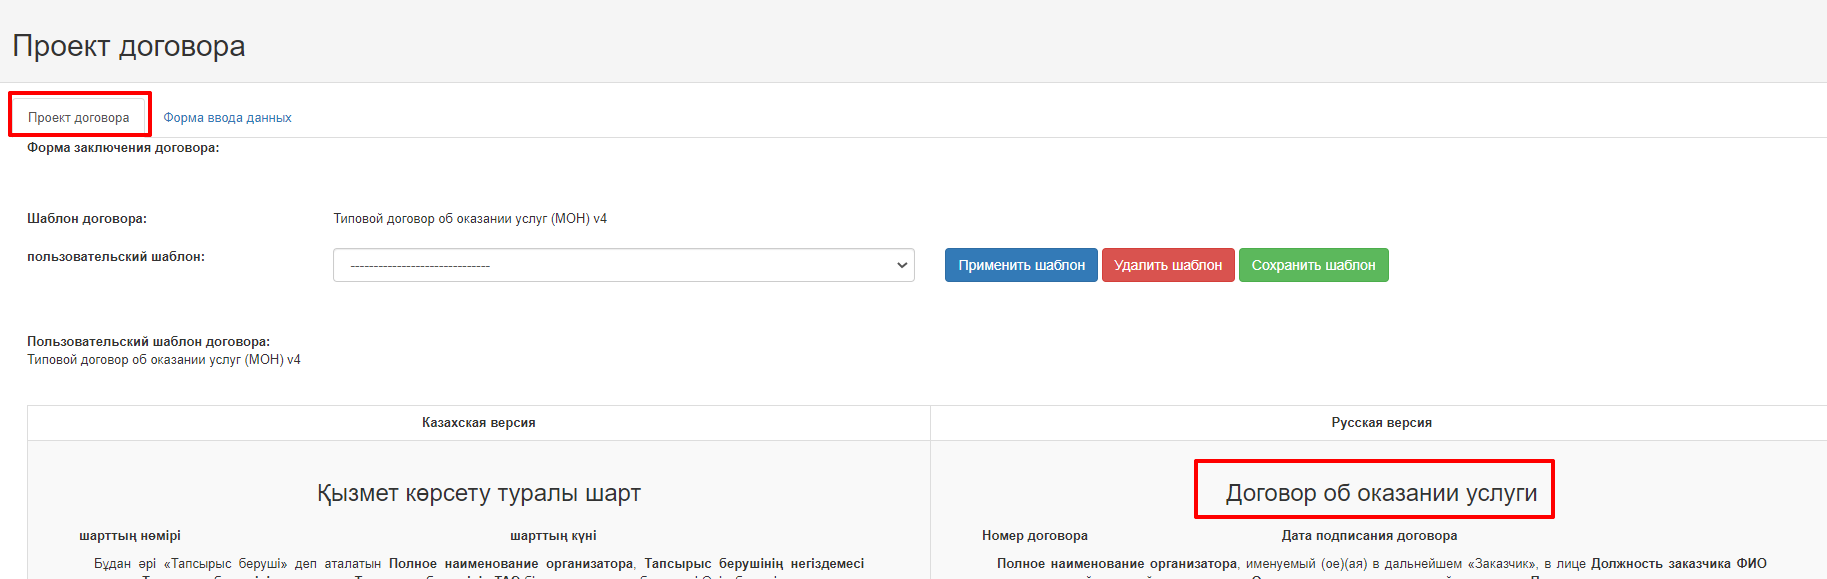 Проект договора
Проект договора Форма ввода данных
Форма заключения договора:
Шаблон договора: Типовой договор об оказании услуг (МОН) v4
пользовательский шаблон: ------------------------------ Применить шаблон Удалить шаблон Сохранить шаблон
Пользовательский шаблон договора:
Типовой договор об оказании услуг (МОН) v4
Казахская версия Русская версия
Қызмет көрсету туралы шарт
шарттың нөмірі шарттың күні
Бұдан әрі «Тапсырыс беруші» деп аталатын Полное наименование организатора, Тапсырыс берушінің негіздемесі
Договор об оказании услуги
Номер договора Дата подписания договора
Полное наименование организатора, именуемый (ое)(ая) в дальнейшем «Заказчик», в лице Должность заказчика ФИО